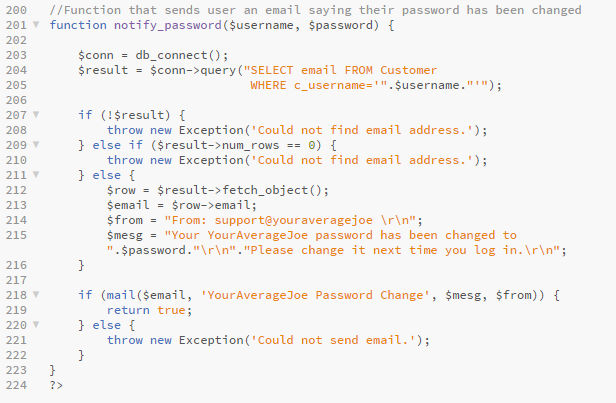 200 //Function that sends user an email saying their password has been changed
201 function notify_password($username, $password) {
202
203 $conn = db_connect();
204 $result = $conn->query("SELECT email FROM Customer
205 WHERE c_username='".$username."'");
206
207 if (!$result) {
208 throw new Exception('Could not find email address.');
209 } else if ($result->num_rows == 0) {
210 throw new Exception('Could not find email address.');
211 } else {
212 $row = $result->fetch_object();
213 $email = $row->email;
214 $from = "From: support@youraveragejoe \r\n";
215 $mesg = "Your YourAverageJoe password has been changed to
".$password."\r\n"."Please change it next time you log in.\r\n";
216 }
217
218 if (mail($email, 'YourAverageJoe Password Change', $mesg, $from)) {
219 return true;
220 } else {
221 throw new Exception('Could not send email.');
222 }
223 }
224 ?>